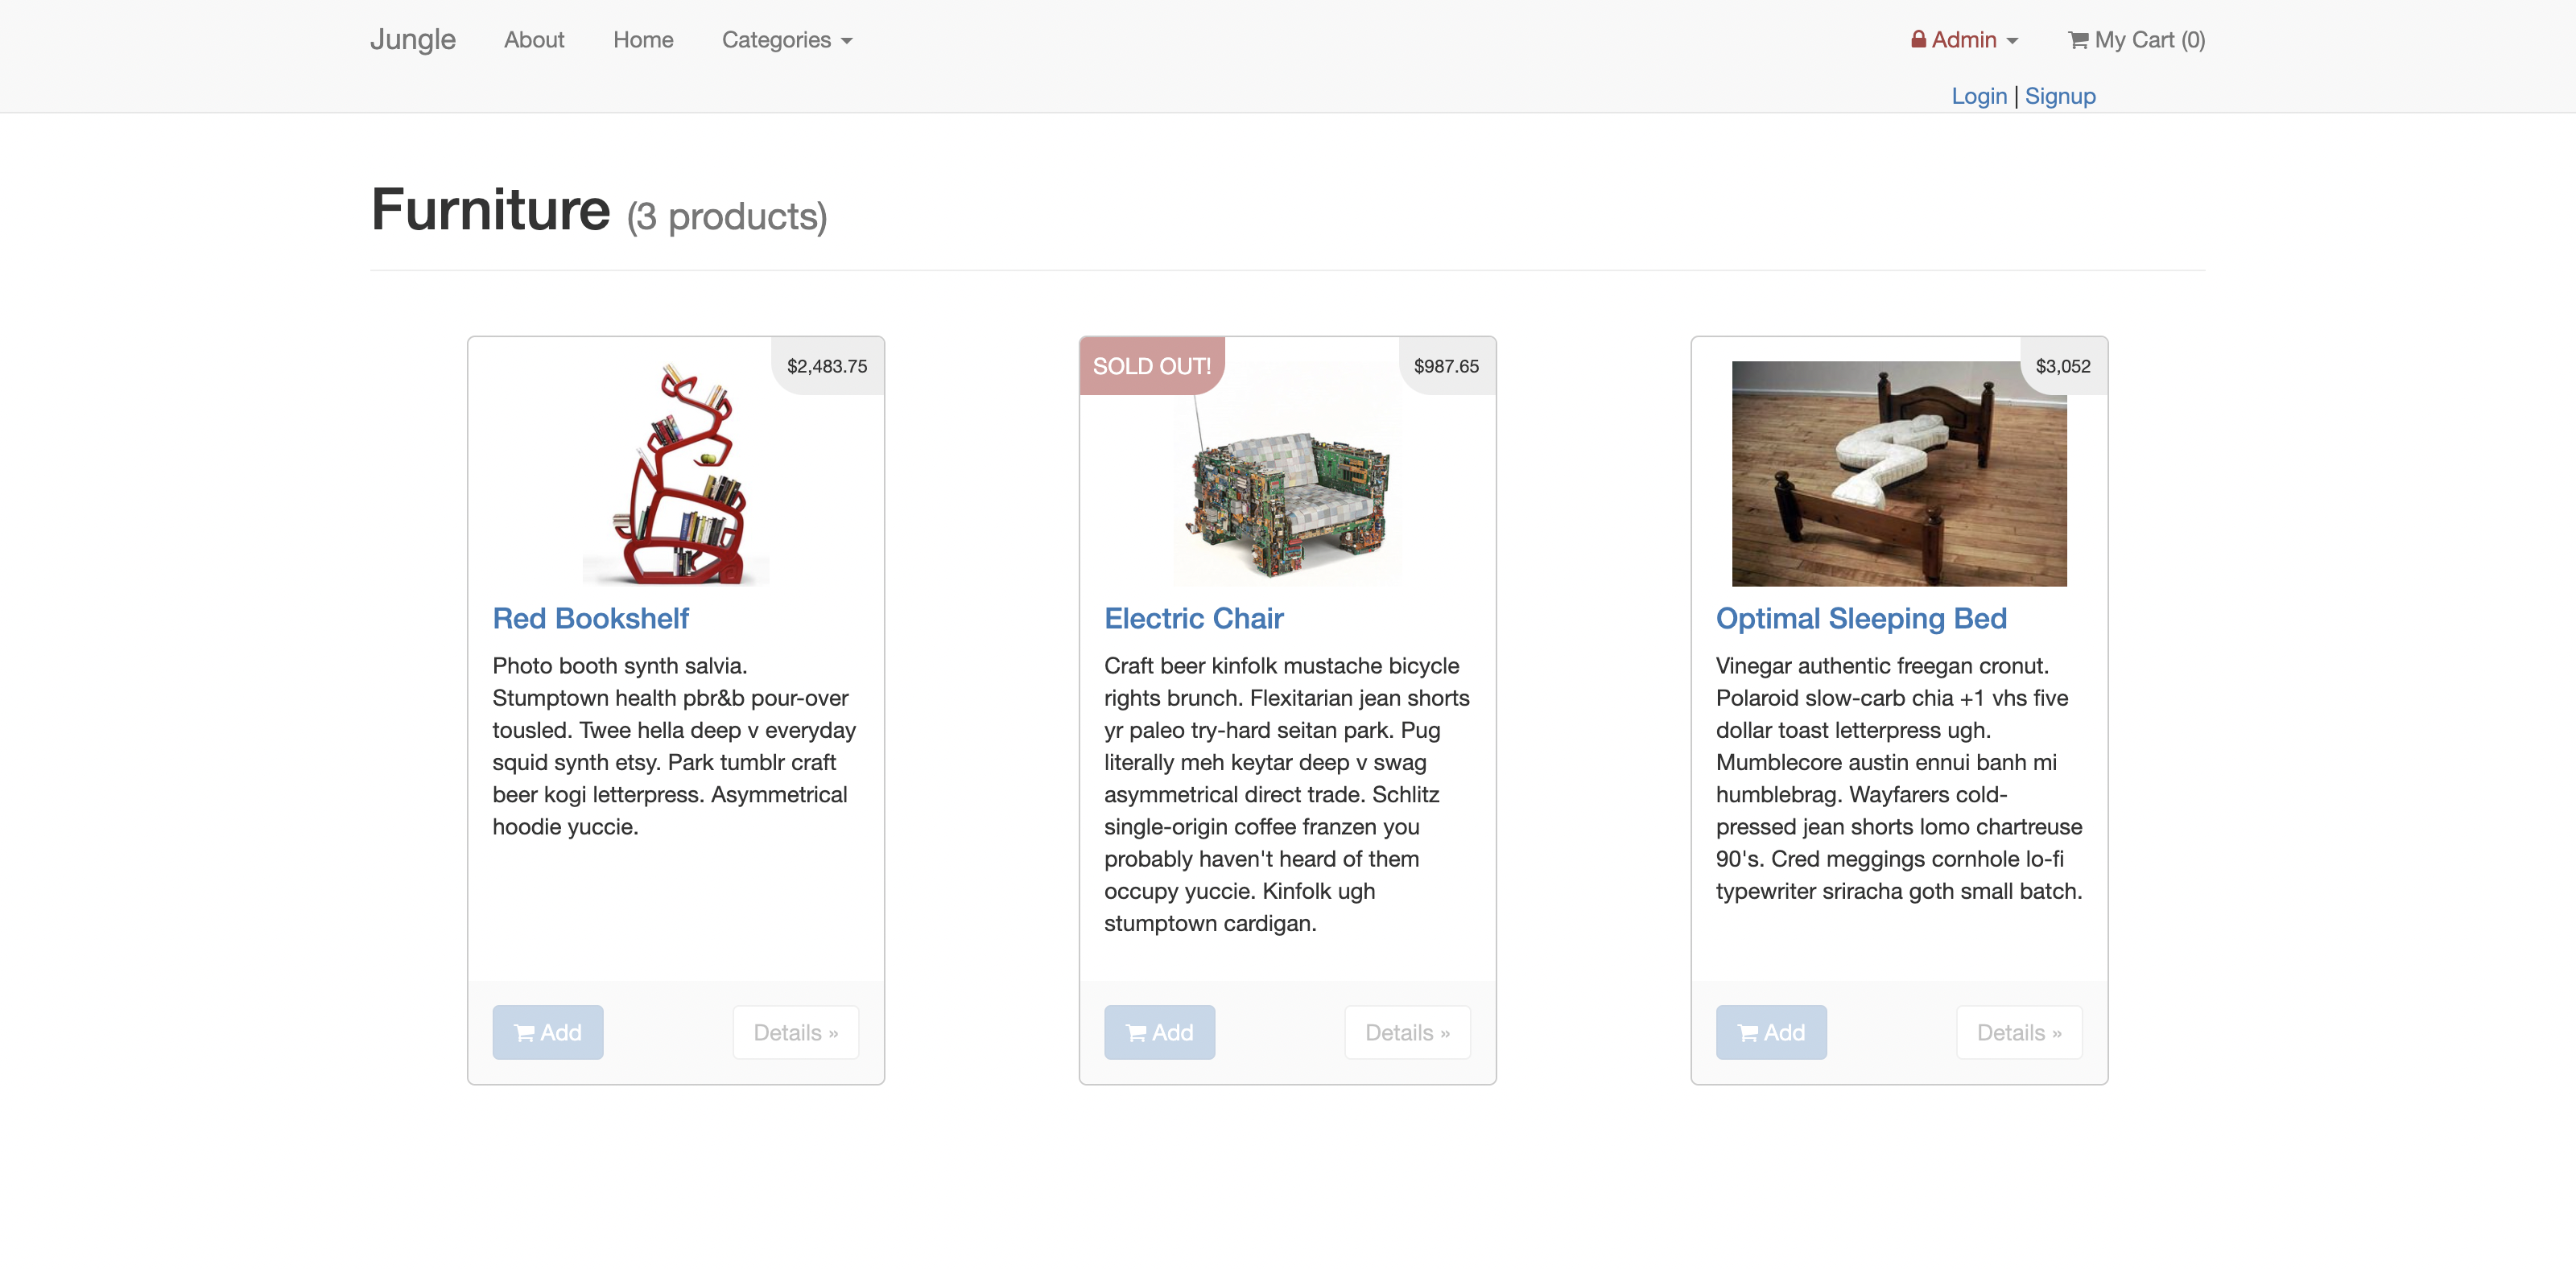 Jungle About Home Categories Admin My Cart (0)
Login | Signup
Furniture (3 products)
$2,483.75
Red Bookshelf
Photo booth synth salvia.
Stumptown health pbr&b pour-over
tousled. Twee hella deep v everyday
squid synth etsy. Park tumblr craft
beer kogi letterpress. Asymmetrical
hoodie yuccie.
Add Details »
SOLD OUT! $987.65
Electric Chair
Craft beer kinfolk mustache bicycle
rights brunch. Flexitarian jean shorts
yr paleo try-hard seitan park. Pug
literally meh keytar deep v swag
asymmetrical direct trade. Schlitz
single-origin coffee franzen you
probably haven't heard of them
occupy yuccie. Kinfolk ugh
stumptown cardigan.
Add Details »
$3,052
Optimal Sleeping Bed
Vinegar authentic freegan cronut.
Polaroid slow-carb chia +1 vhs five
dollar toast letterpress ugh.
Mumblecore austin ennui banh mi
humblebrag. Wayfarers cold-
pressed jean shorts lomo chartreuse
90's. Cred meggings cornhole lo-fi
typewriter sriracha goth small batch.
Add Details »